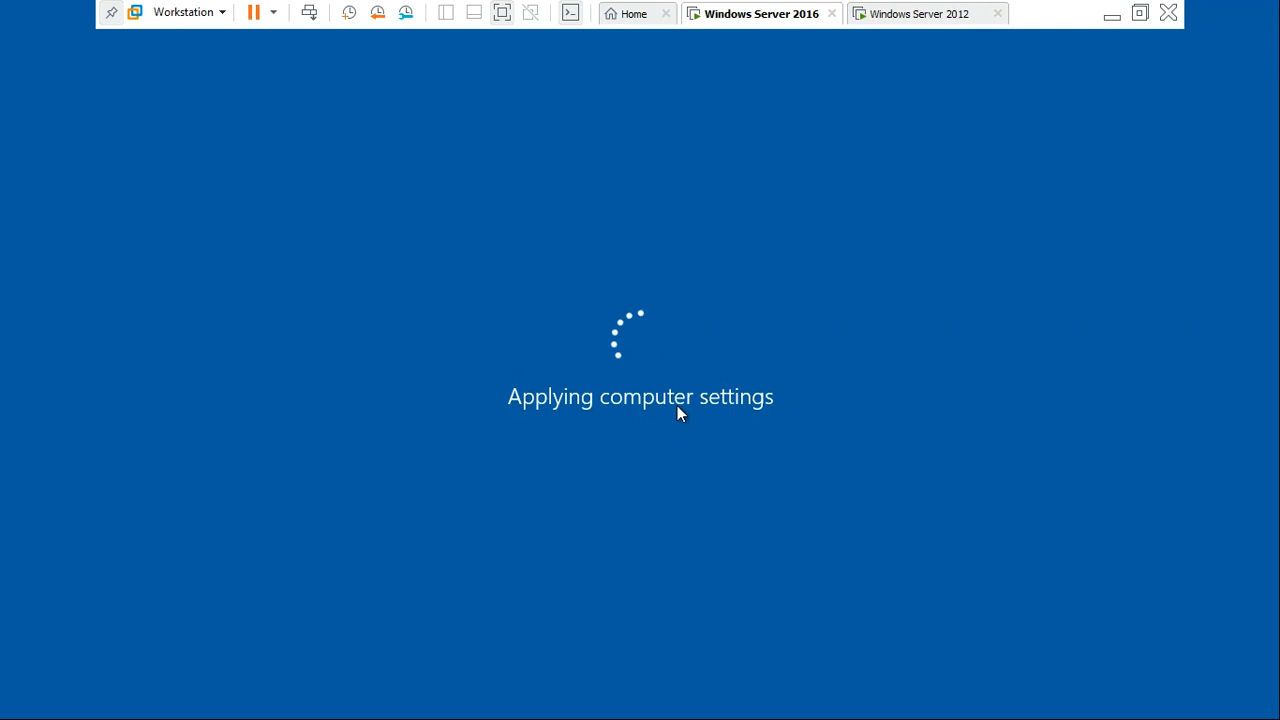 Workstation
Home
Windows Server 2016
Windows Server 2012
Applying computer settings